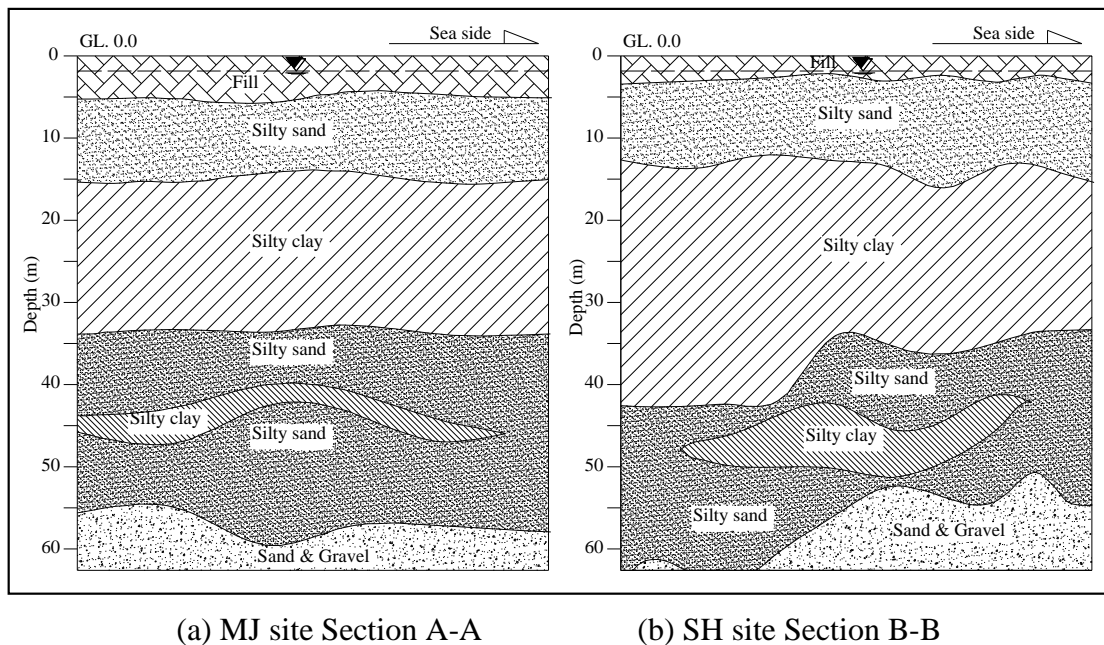 GL. 0.0
Sea side
0
10
20
30
40
50
60
Depth (m)
Fill
Silty sand
Silty clay
Silty sand
Silty clay
Silty sand
Sand & Gravel
GL. 0.0
Sea side
0
10
20
30
40
50
60
Depth (m)
Fill
Silty sand
Silty clay
Silty sand
Silty clay
Silty sand
Sand & Gravel
(a) MJ site Section A-A
(b) SH site Section B-B